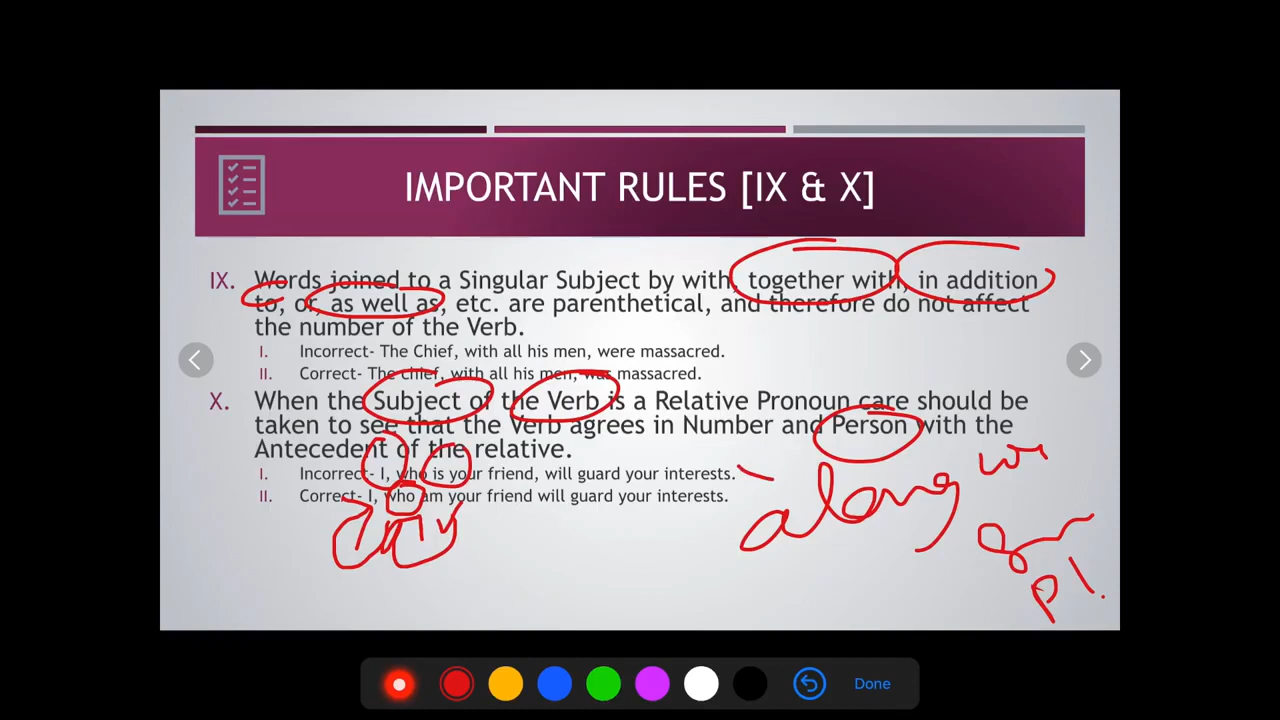 IMPORTANT RULES [IX & X]
IX. Words joined to a Singular Subject by with, together with, in addition
to, or, as well as, etc. are parenthetical, and therefore do not affect
the number of the Verb.
I. Incorrect- The Chief, with all his men, were massacred.
II. Correct- The chief, with all his men, was massacred.
X. When the Subject of the Verb is a Relative Pronoun care should be
taken to see that the Verb agrees in Number and Person with the
Antecedent of the relative.
I. Incorrect- I, who is your friend, will guard your interests.
II. Correct- I, who am your friend will guard your interests.
along
pl.
Done